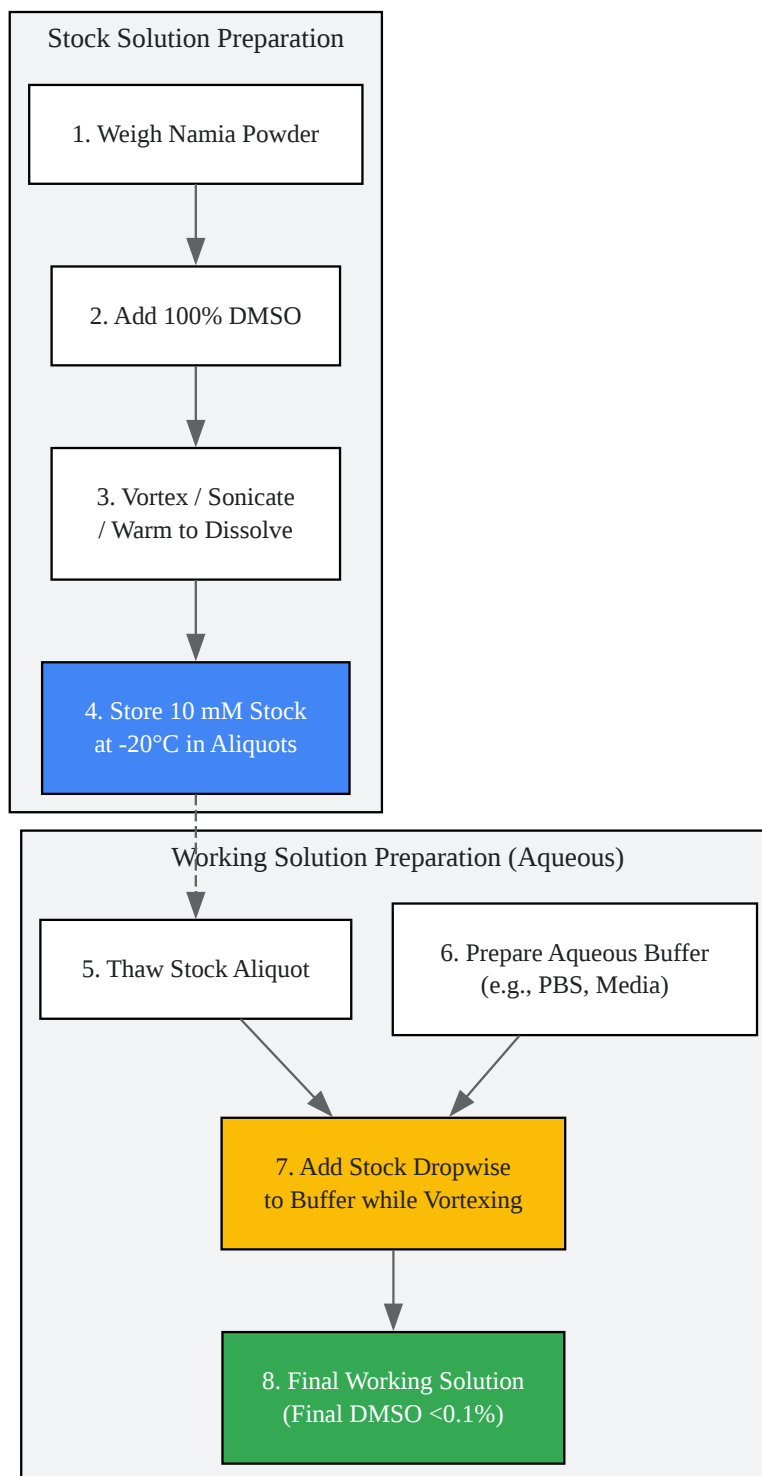 Stock Solution Preparation
1. Weigh Namia Powder
2. Add 100% DMSO
3. Vortex / Sonicate
/ Warm to Dissolve
4. Store 10 mM Stock
at -20°C in Aliquots
Working Solution Preparation (Aqueous)
5. Thaw Stock Aliquot
6. Prepare Aqueous Buffer
(e.g., PBS, Media)
7. Add Stock Dropwise
to Buffer while Vortexing
8. Final Working Solution
(Final DMSO <0.1%)